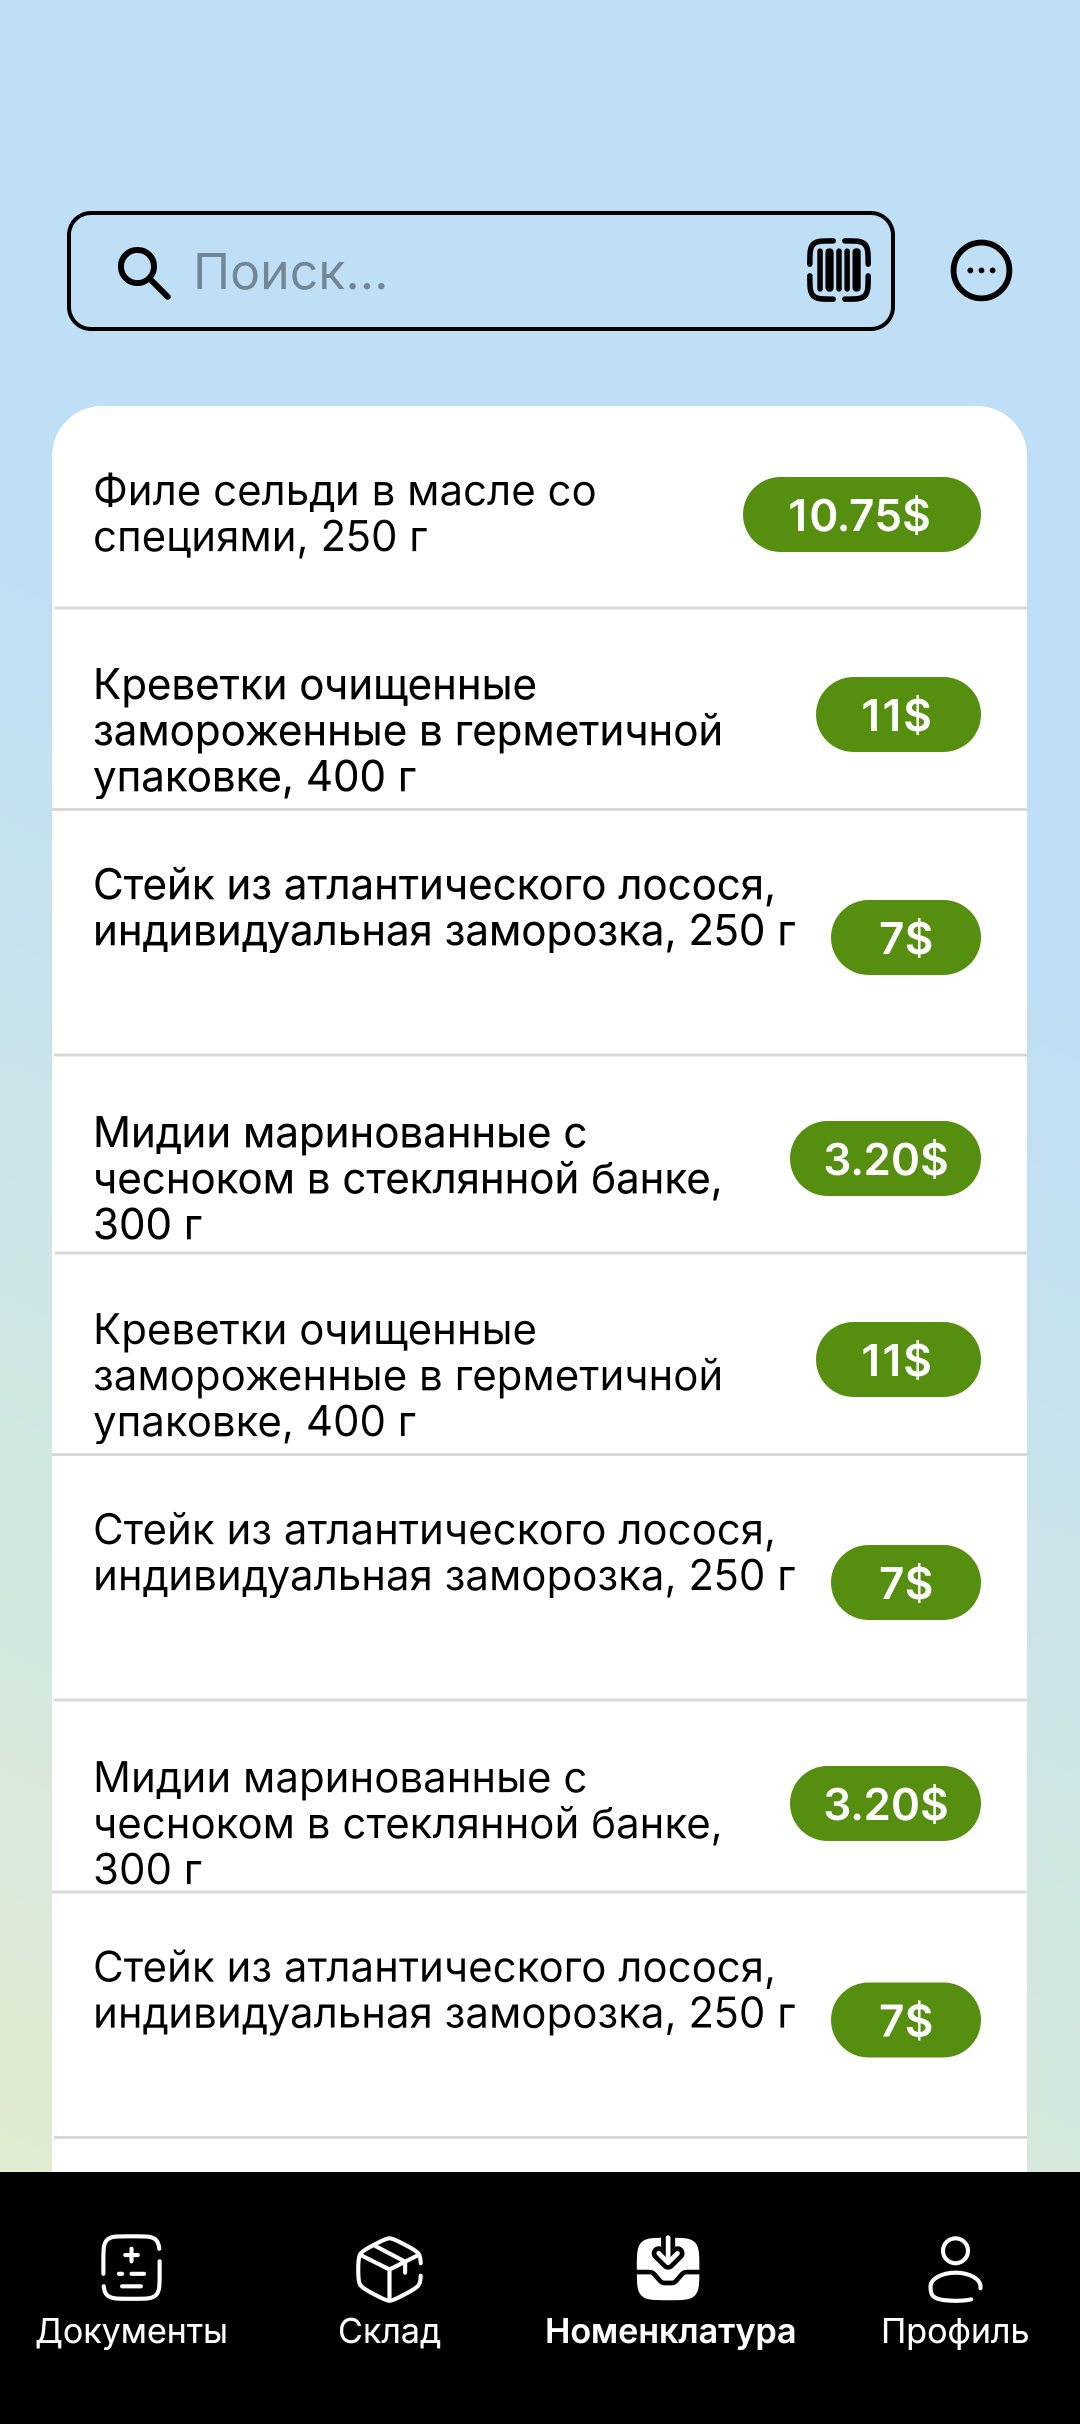 Поиск...
Филе сельди в масле со
специями, 250 г
10.75$
Креветки очищенные
замороженные в герметичной
упаковке, 400 г
11$
Стейк из атлантического лосося,
индивидуальная заморозка, 250 г
7$
Мидии маринованные с
чесноком в стеклянной банке,
300 г
3.20$
Креветки очищенные
замороженные в герметичной
упаковке, 400 г
11$
Стейк из атлантического лосося,
индивидуальная заморозка, 250 г
7$
Мидии маринованные с
чесноком в стеклянной банке,
300 г
3.20$
Стейк из атлантического лосося,
индивидуальная заморозка, 250 г
7$
Документы
Склад
Номенклатура
Профиль